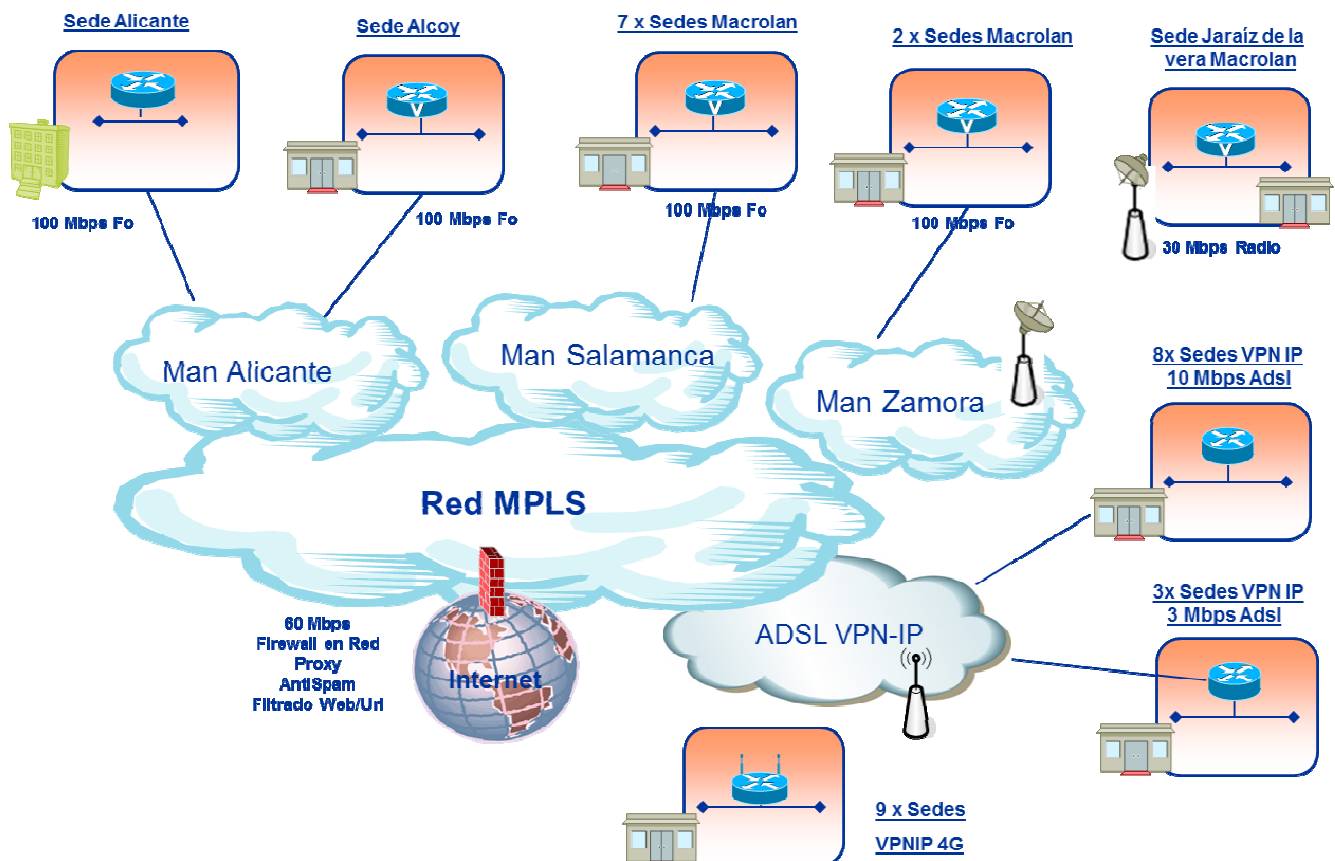 Sede Alicante
Sede Alcoy
7 x Sedes Macrolan
2 x Sedes Macrolan
Sede Jaraíz de la
vera Macrolan
V
V
V
V
100 Mbps Fo
100 Mbps Fo
100 Mbps Fo
100 Mbps Fo
30 Mbps Radio
Man Alicante
Man Salamanca
Man Zamora
8x Sedes VPN IP
10 Mbps Adsl
Red MPLS
3x Sedes VPN IP
3 Mbps Adsl
60 Mbps
Firewall en Red
Proxy
AntiSpam
Filtrado Web/Url
Internet
ADSL VPN-IP
9 x Sedes
VPNIP 4G